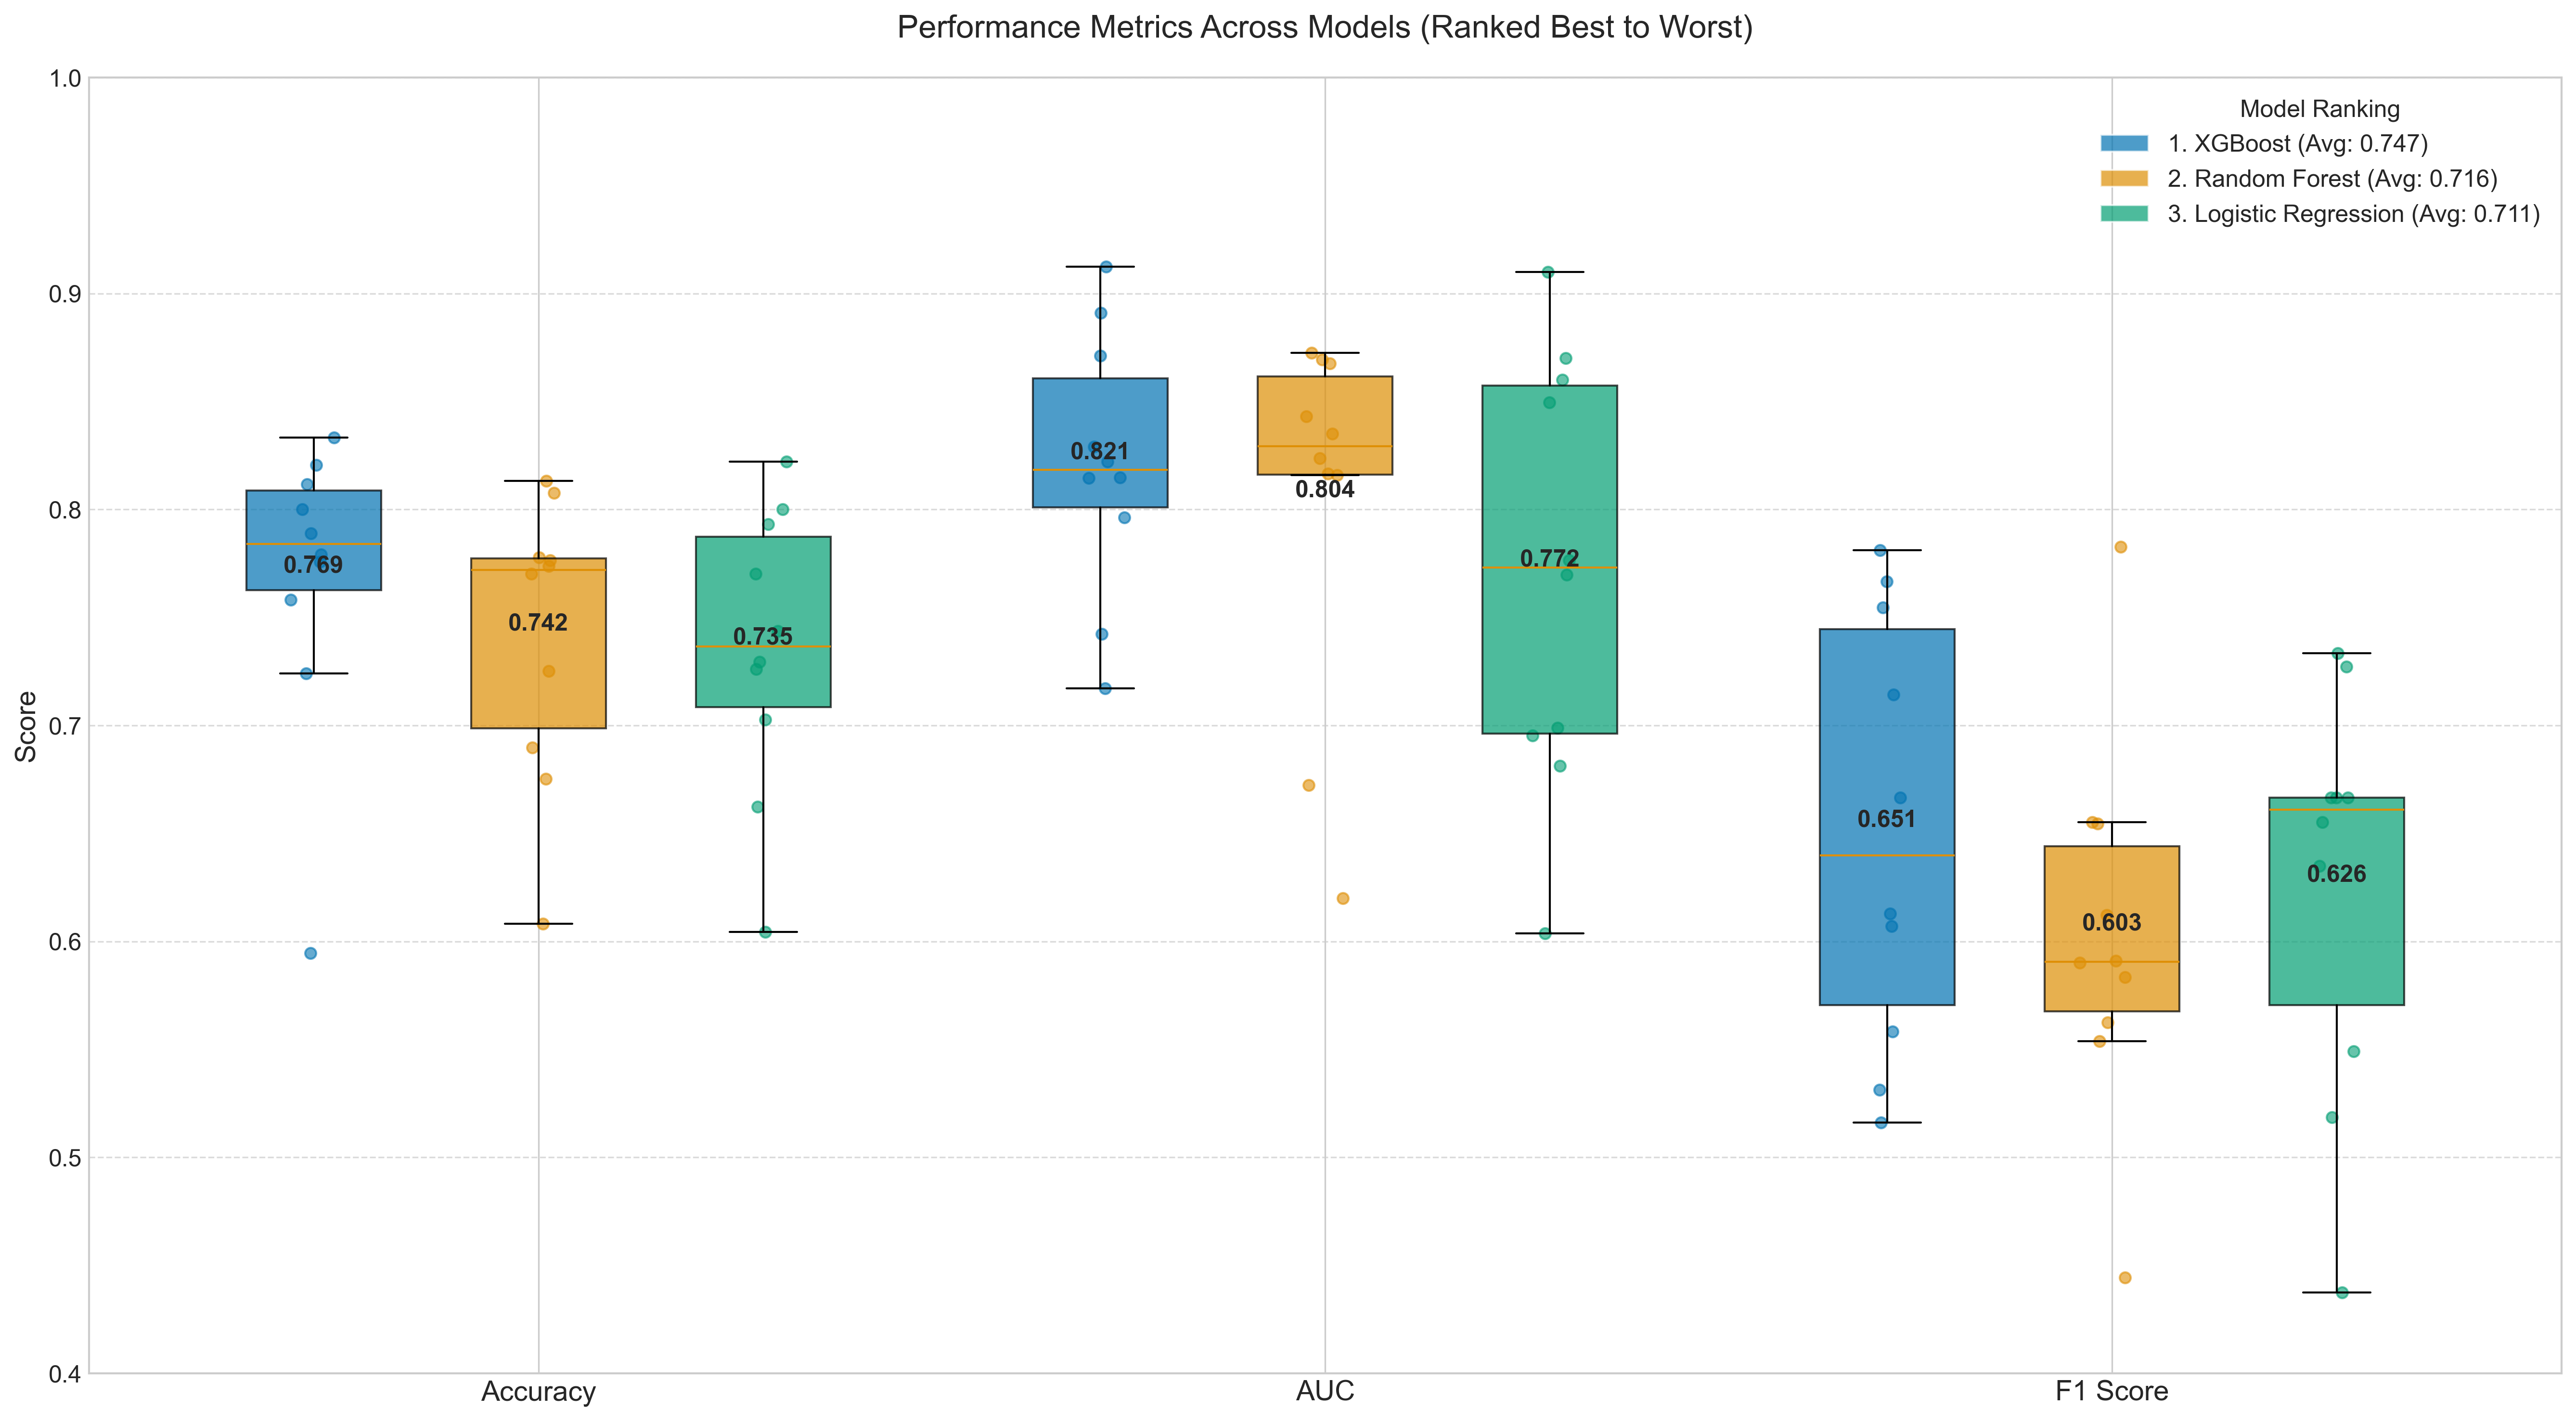 Performance Metrics Across Models (Ranked Best to Worst)
Model Ranking
1. XGBoost (Avg: 0.747)
2. Random Forest (Avg: 0.716)
3. Logistic Regression (Avg: 0.711)
Score
1.0
0.9
0.8
0.7
0.6
0.5
0.4
0.769
0.742
0.735
0.821
0.804
0.772
0.651
0.603
0.626
Accuracy
AUC
F1 Score